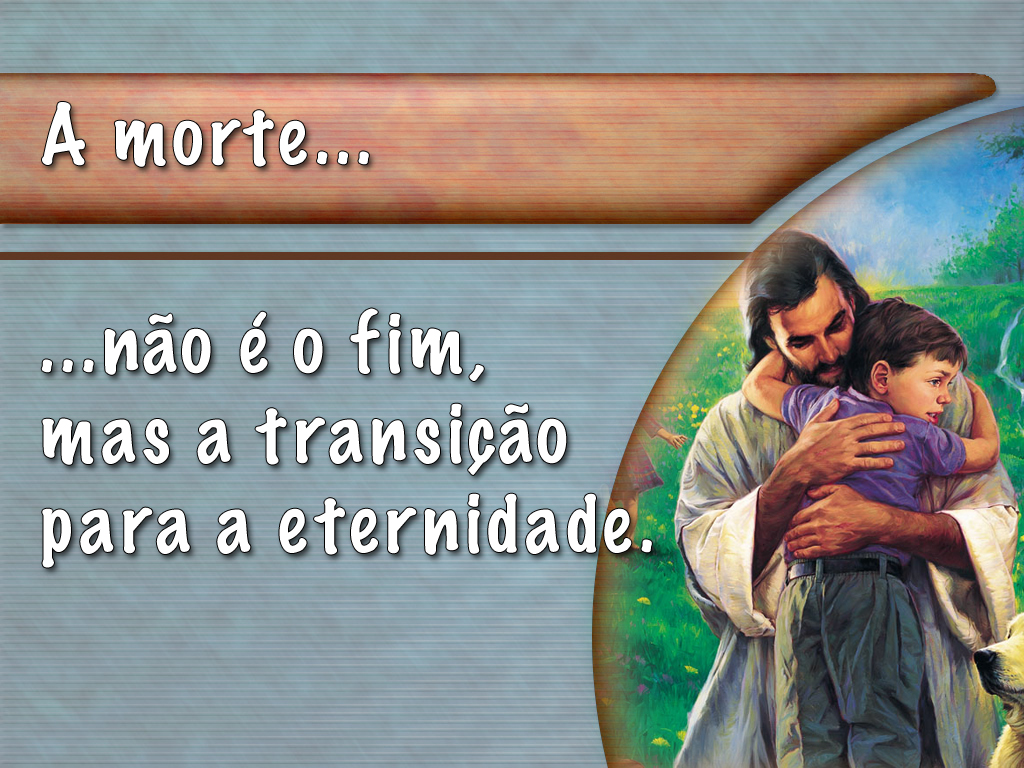 A morte...
...não é o fim,
mas a transição
para a eternidade.